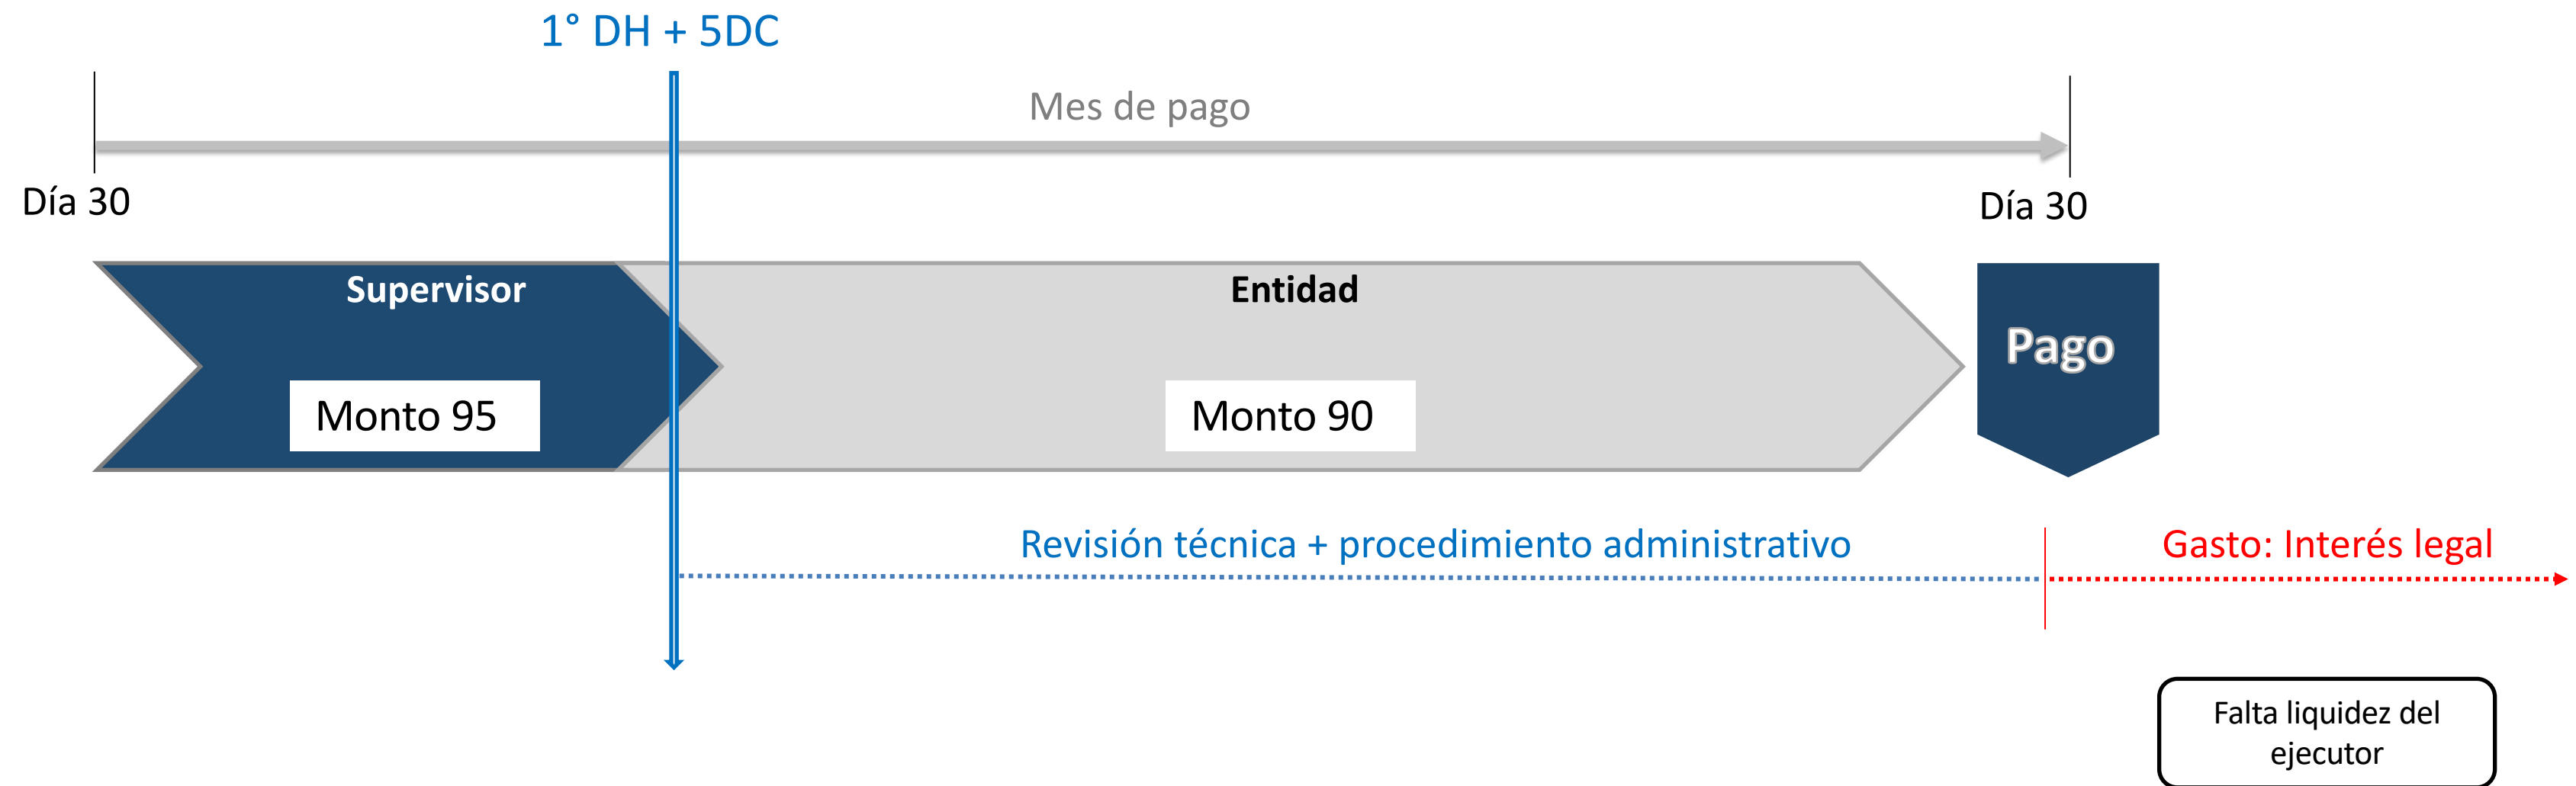 1° DH + 5DC
Mes de pago
Día 30
Día 30
Supervisor
Entidad
Pago
Monto 95
Monto 90
Revisión técnica + procedimiento administrativo
Gasto: Interés legal
Falta liquidez del
ejecutor